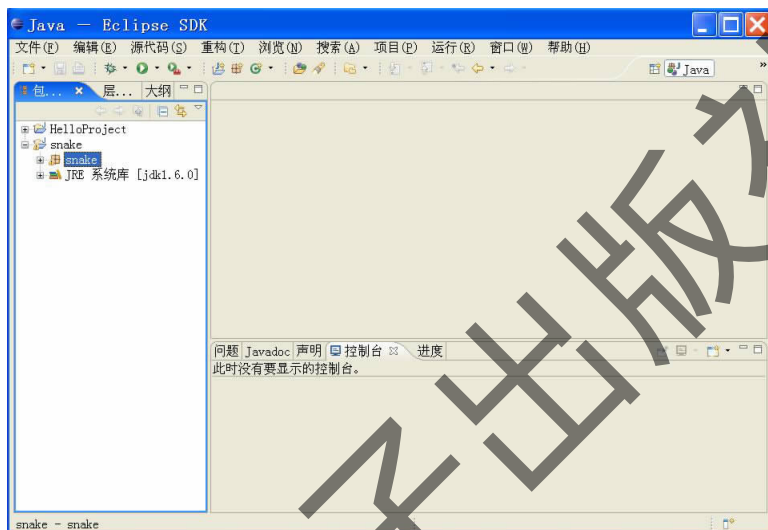 Java － Eclipse SDK
文件(F) 编辑(E) 源代码(S) 重构(T) 浏览(N) 搜索(A) 项目(P) 运行(R) 窗口(W) 帮助(H)
Java »
包... 层... 大纲
HelloProject
snake
snake
JRE 系统库 [jdk1.6.0]
问题 Javadoc 声明 控制台 进度
此时没有要显示的控制台。
snake - snake
子出版